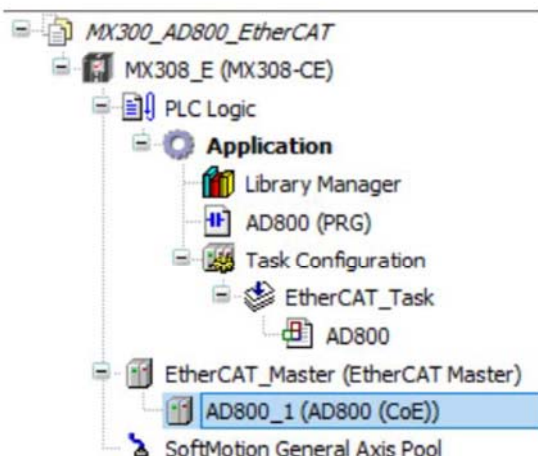 MX300_AD800_EtherCAT
MX308_E (MX308-CE)
PLC Logic
Application
Library Manager
AD800 (PRG)
Task Configuration
EtherCAT_Task
AD800
EtherCAT_Master (EtherCAT Master)
AD800_1 (AD800 (CoE))
SoftMotion General Axis Pool